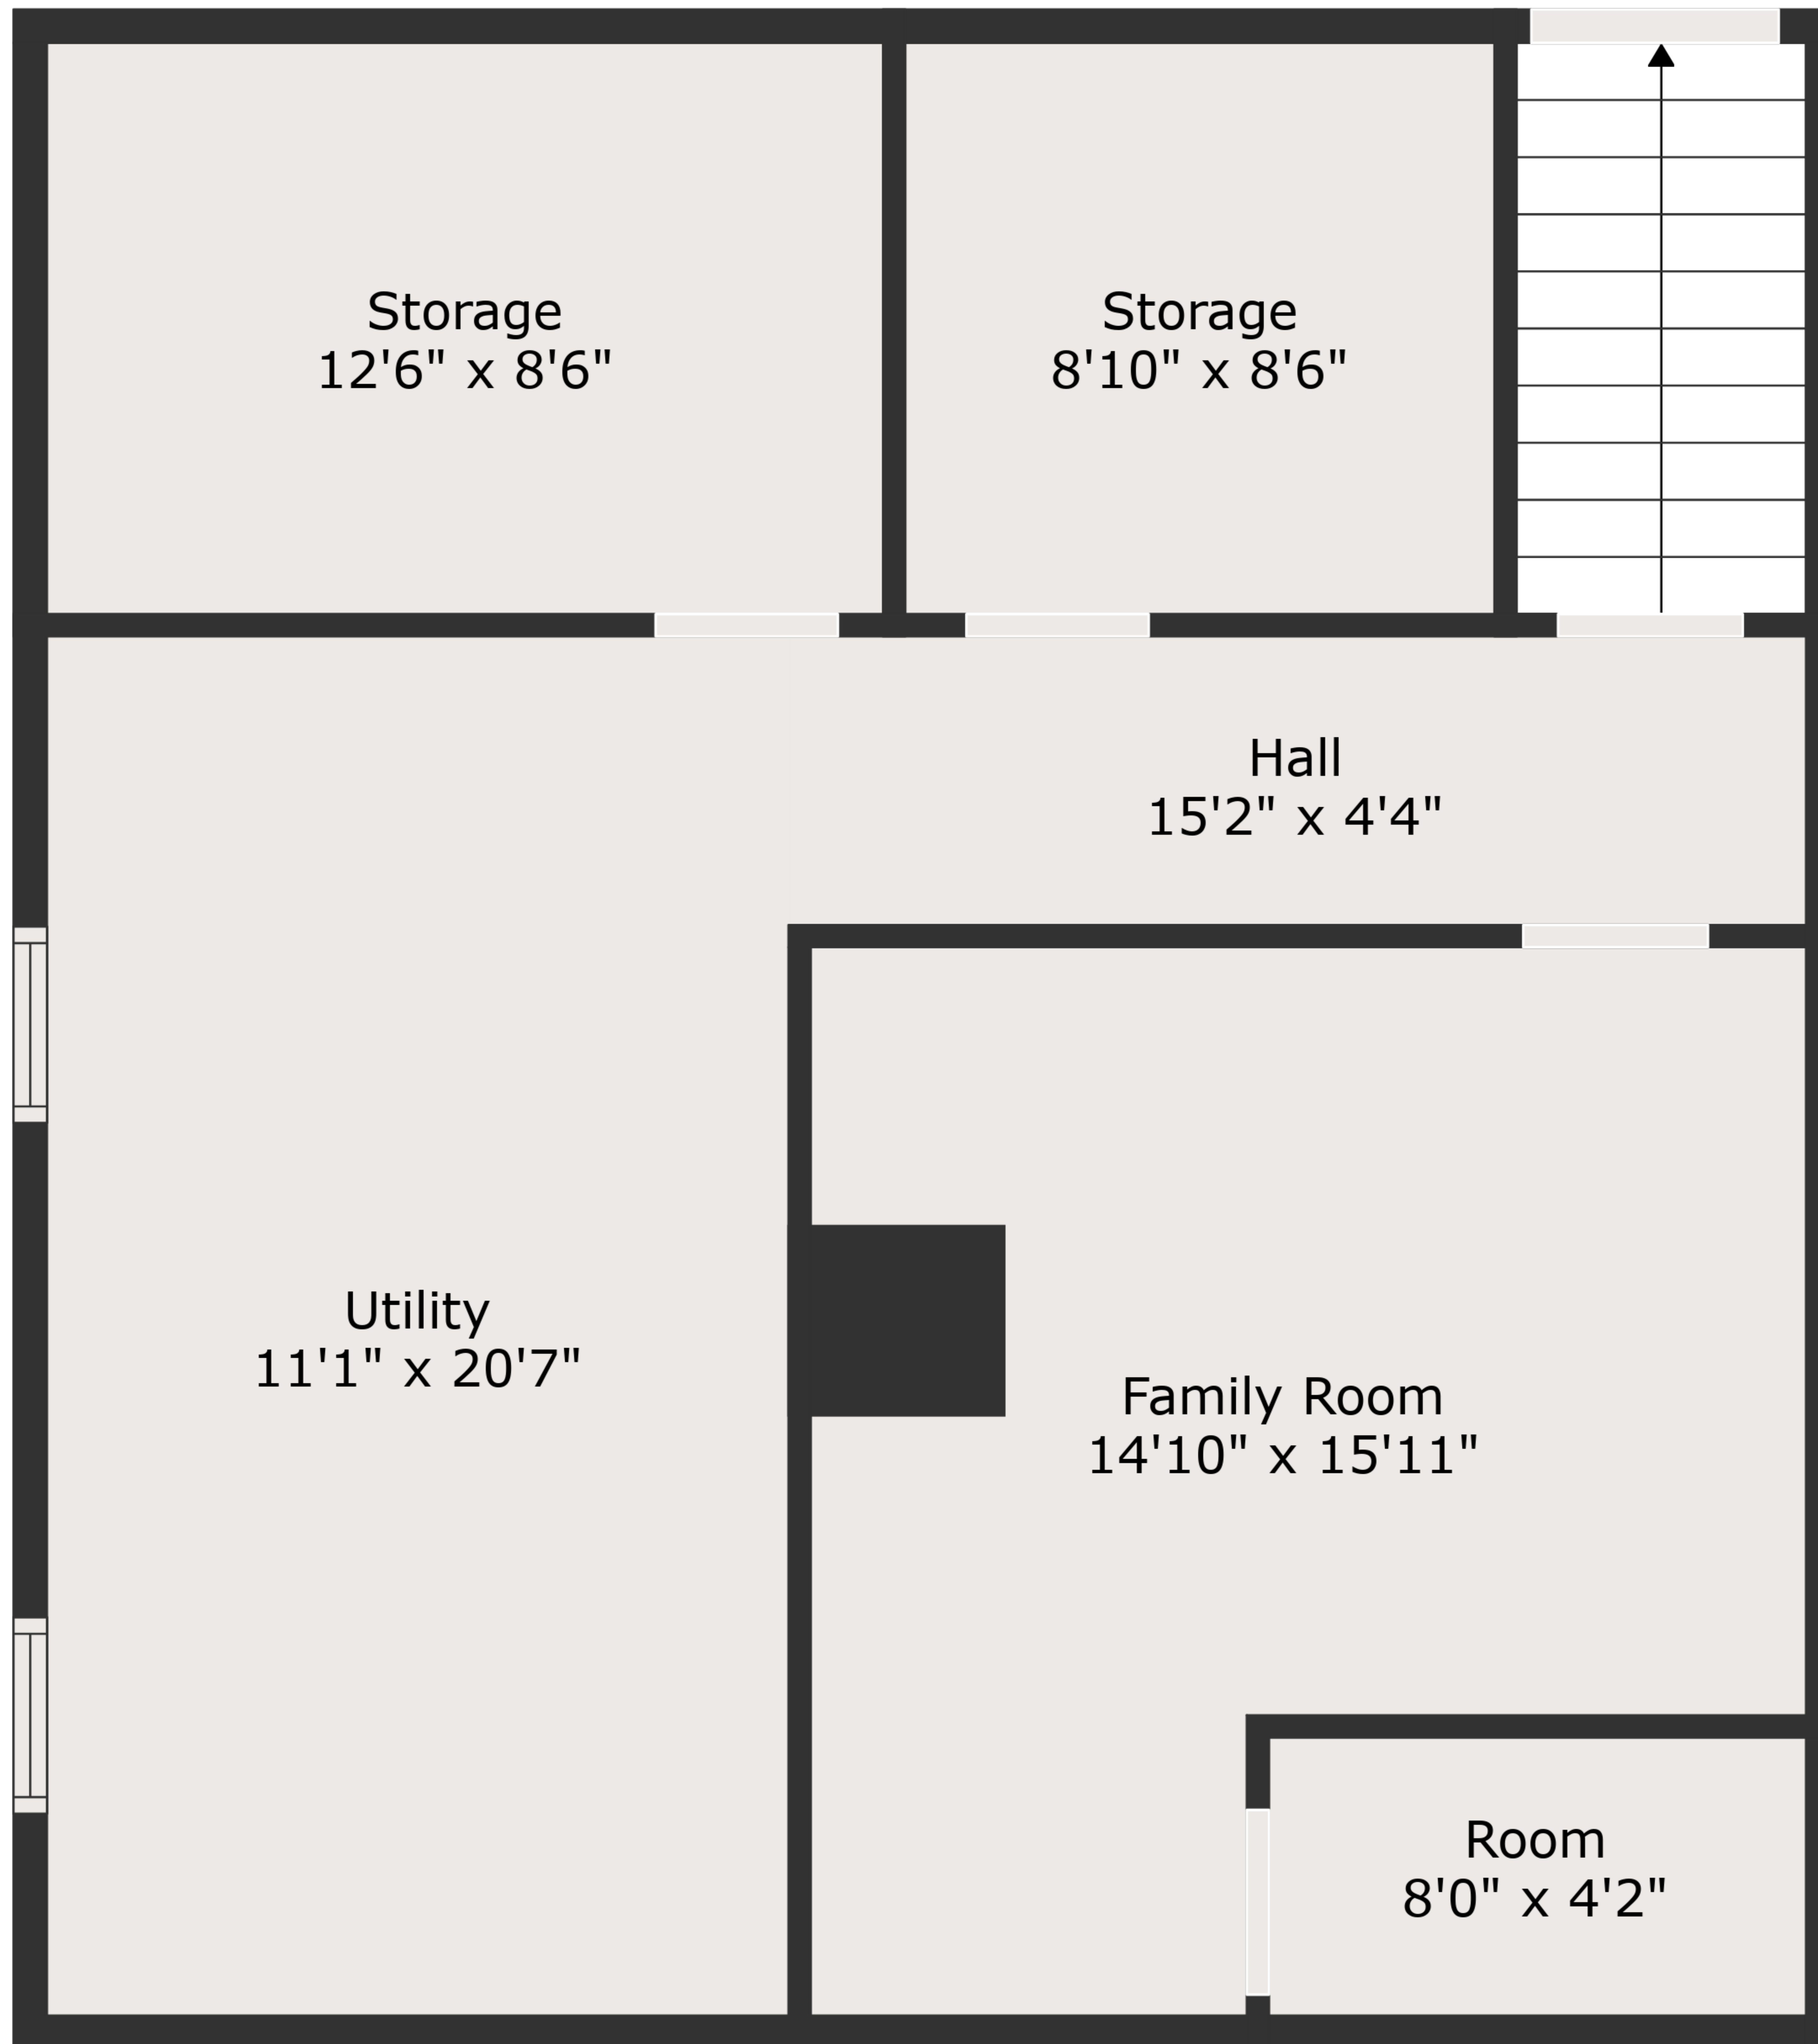 Storage
12'6" x 8'6"
Storage
8'10" x 8'6"
Hall
15'2" x 4'4"
Utility
11'1" x 20'7"
Family Room
14'10" x 15'11"
Room
8'0" x 4'2"